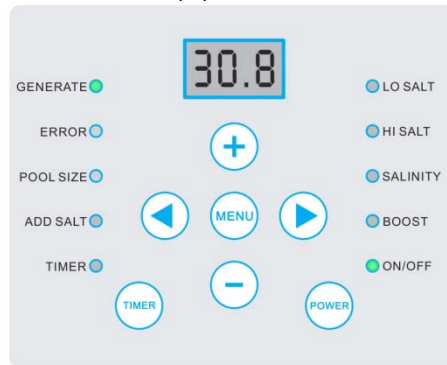 30.8
GENERATE
ERROR
POOL SIZE
ADD SALT
TIMER
LO SALT
HI SALT
SALINITY
BOOST
ON/OFF
+
MENU
-
TIMER
POWER